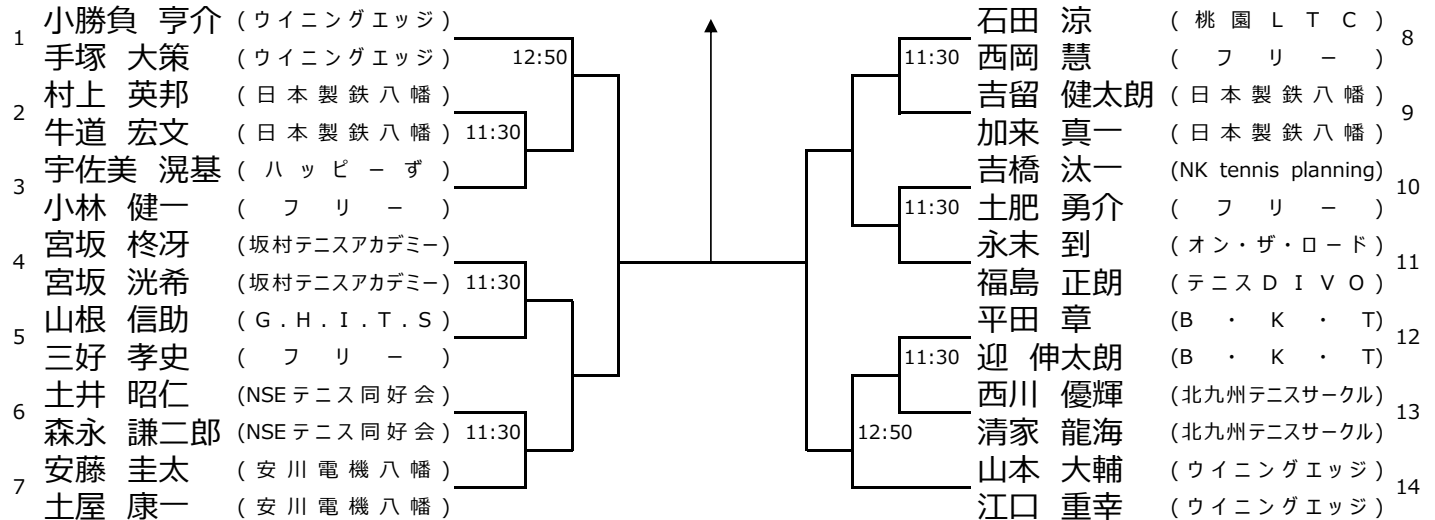 1
小勝負 亨介 (ウイニングエッジ)
手塚 大策 (ウイニングエッジ)
12:50
2
村上 英邦 (日本製鉄八幡)
牛道 宏文 (日本製鉄八幡)
11:30
3
宇佐美 滉基 (ハッピーず)
小林 健一 (フリー)
4
宮坂 柊冴 (坂村テニスアカデミー)
宮坂 洸希 (坂村テニスアカデミー)
11:30
5
山根 信助 (G.H.I.T.S)
三好 孝史 (フリー)
6
土井 昭仁 (NSEテニス同好会)
森永 謙二郎 (NSEテニス同好会)
11:30
7
安藤 圭太 (安川電機八幡)
土屋 康一 (安川電機八幡)
石田 涼 (桃園LTC)
8
11:30
西岡 慧 (フリー)
吉留 健太朗 (日本製鉄八幡)
9
加来 真一 (日本製鉄八幡)
吉橋 汰一 (NK tennis planning)
10
11:30
土肥 勇介 (フリー)
永末 到 (オン・ザ・ロード)
11
福島 正朗 (テニスDIVO)
平田 章 (B・K・T)
12
11:30
迎 伸太朗 (B・K・T)
西川 優輝 (北九州テニスサークル)
13
12:50
清家 龍海 (北九州テニスサークル)
山本 大輔 (ウイニングエッジ)
14
江口 重幸 (ウイニングエッジ)